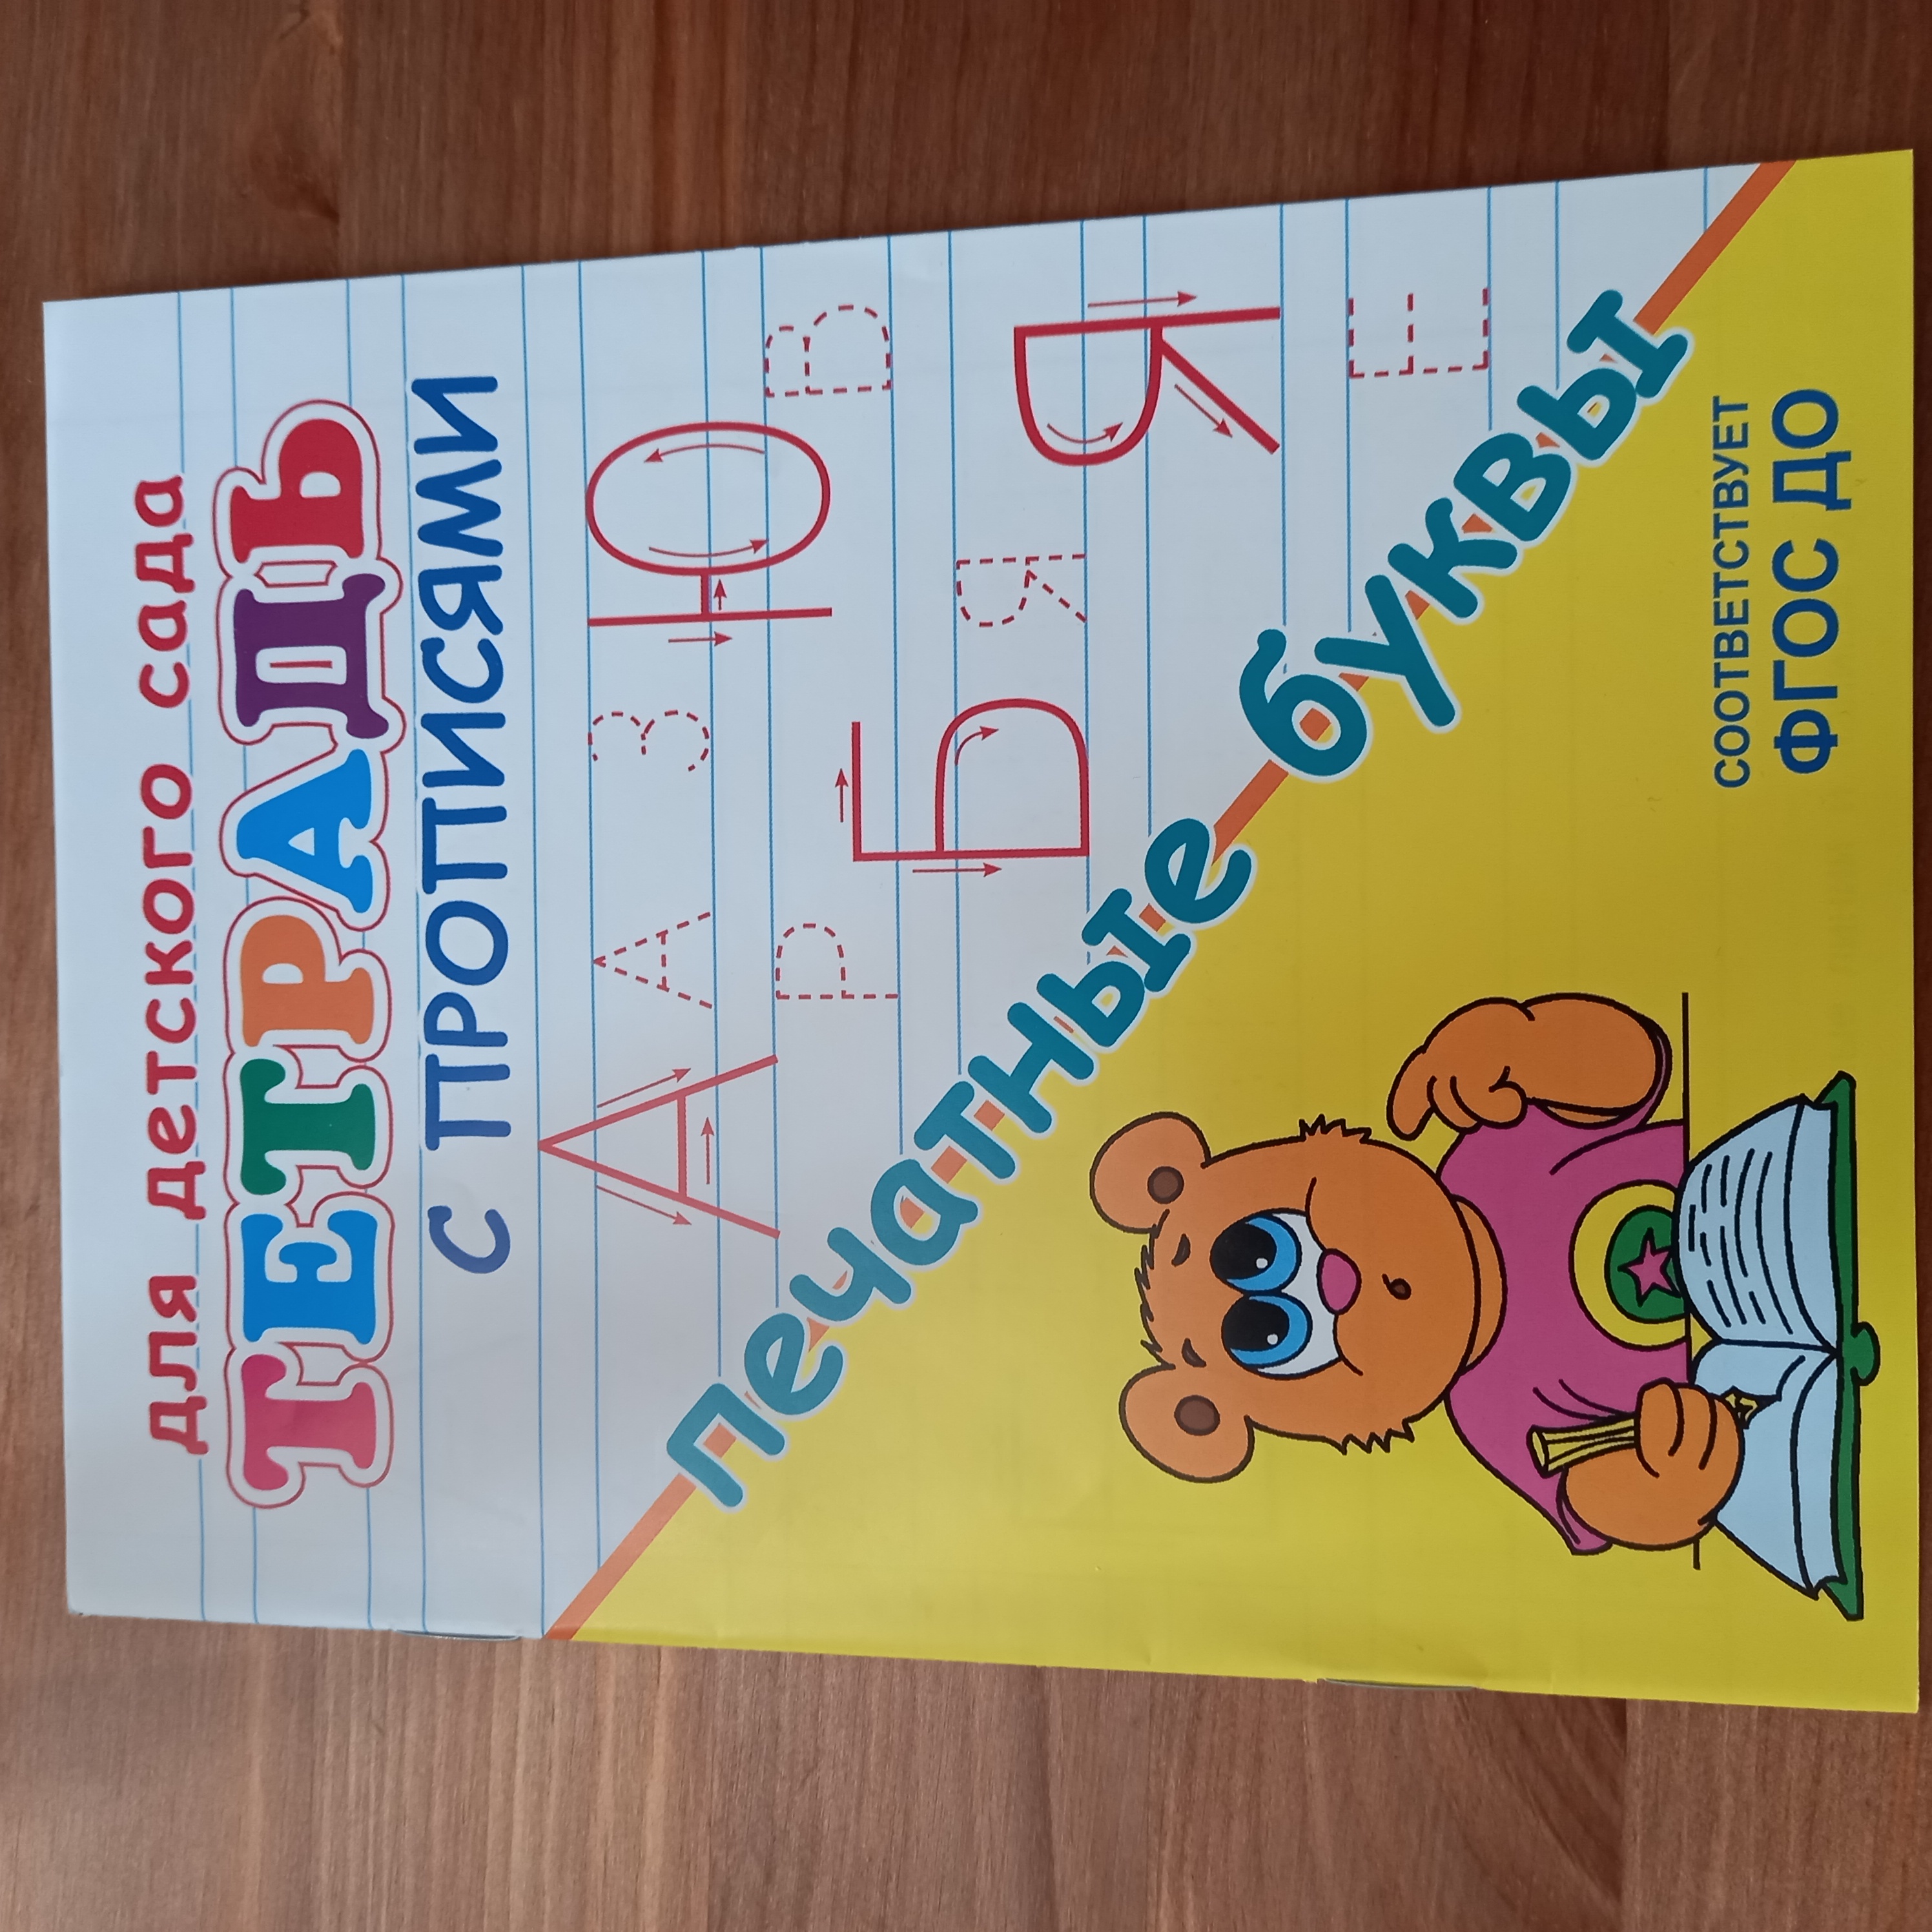 для детского сада
ТЕТРАДЬ
с ПРОПИСЯМИ
А А З Ю
Р Б В
Я Я
Е
печатные буквы
СООТВЕТСТВУЕТ
ФГОС ДО